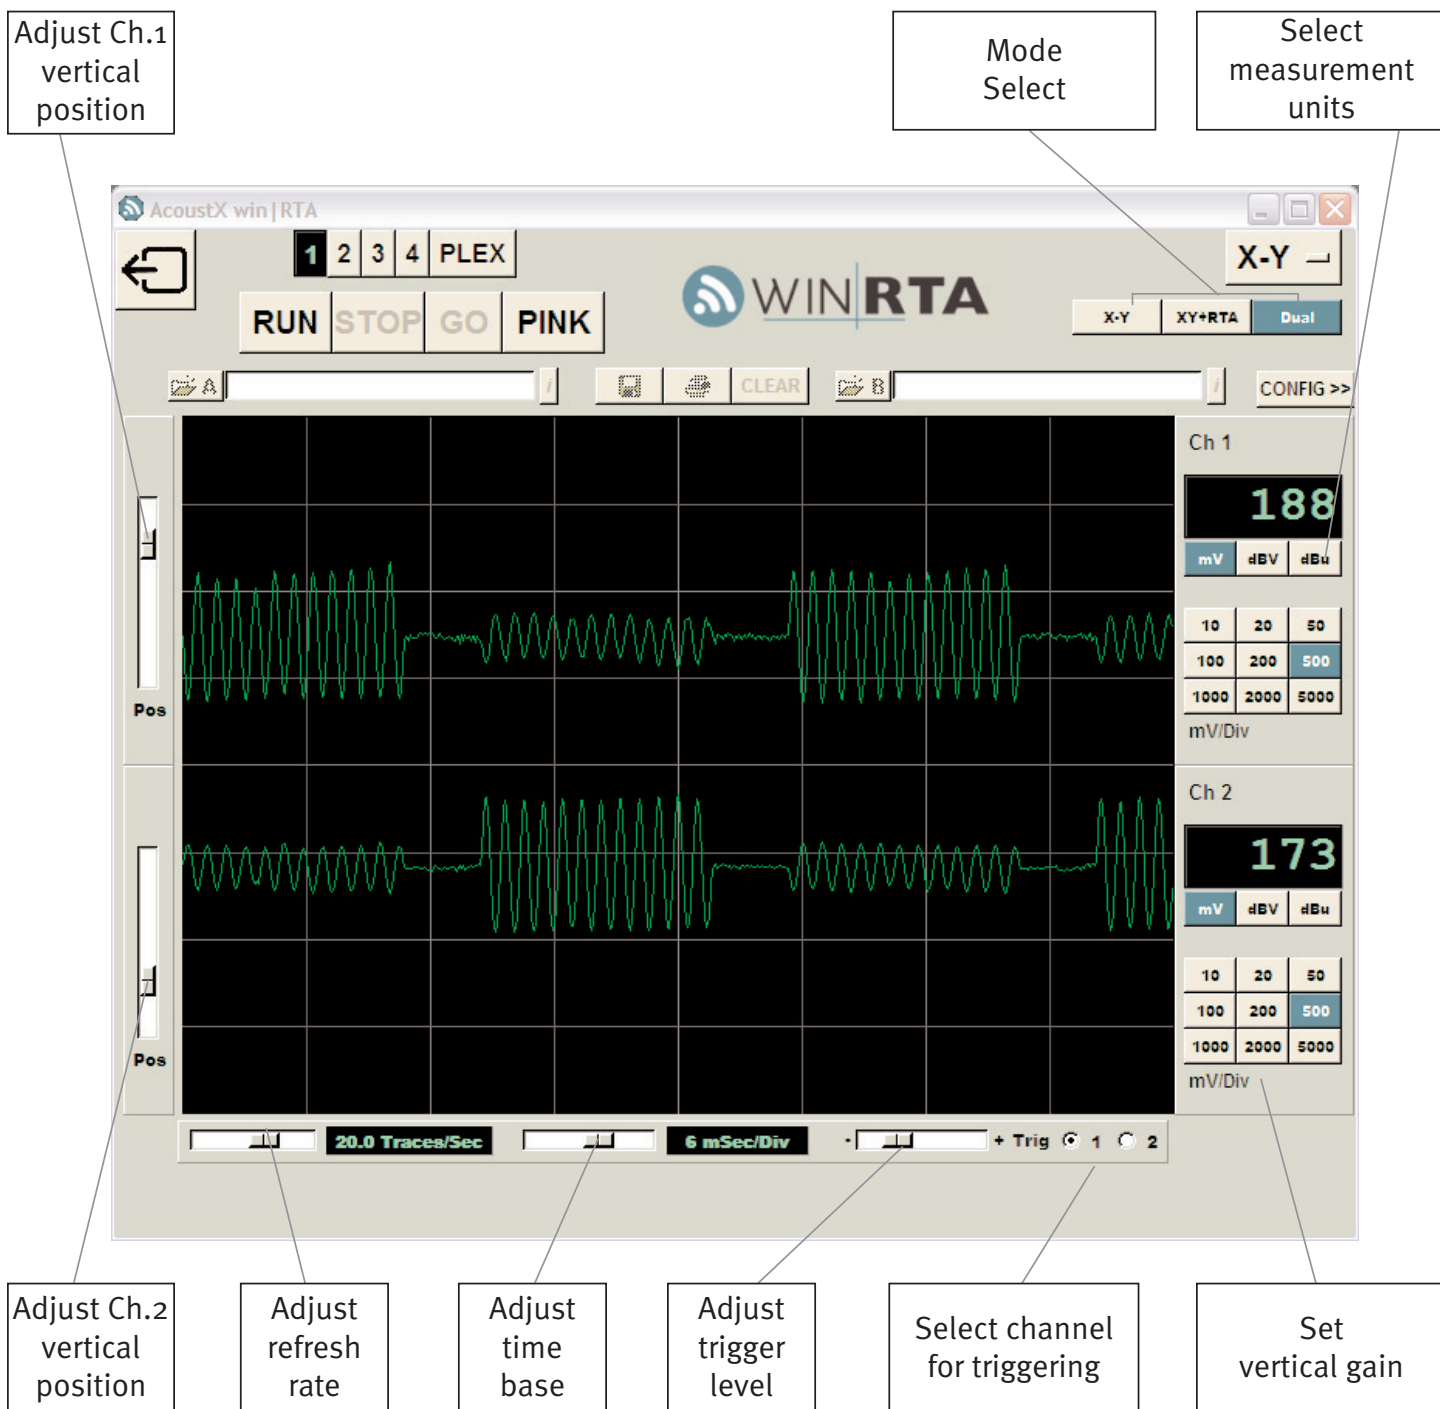 Adjust Ch.1
vertical
position
Mode
Select
Select
measurement
units
AcoustX win|RTA
1 2 3 4 PLEX
X-Y
RUN STOP GO PINK
WIN RTA
X-Y XY+RTA Dual
A i CLEAR B i CONFIG >>
Ch 1
188
mV dBV dBu
10 20 50
100 200 500
1000 2000 5000
mV/Div
Pos
Ch 2
173
mV dBV dBu
10 20 50
100 200 500
1000 2000 5000
mV/Div
Pos
20.0 Traces/Sec 6 mSec/Div - + Trig 1 2
Adjust Ch.2
vertical
position
Adjust
refresh
rate
Adjust
time
base
Adjust
trigger
level
Select channel
for triggering
Set
vertical gain